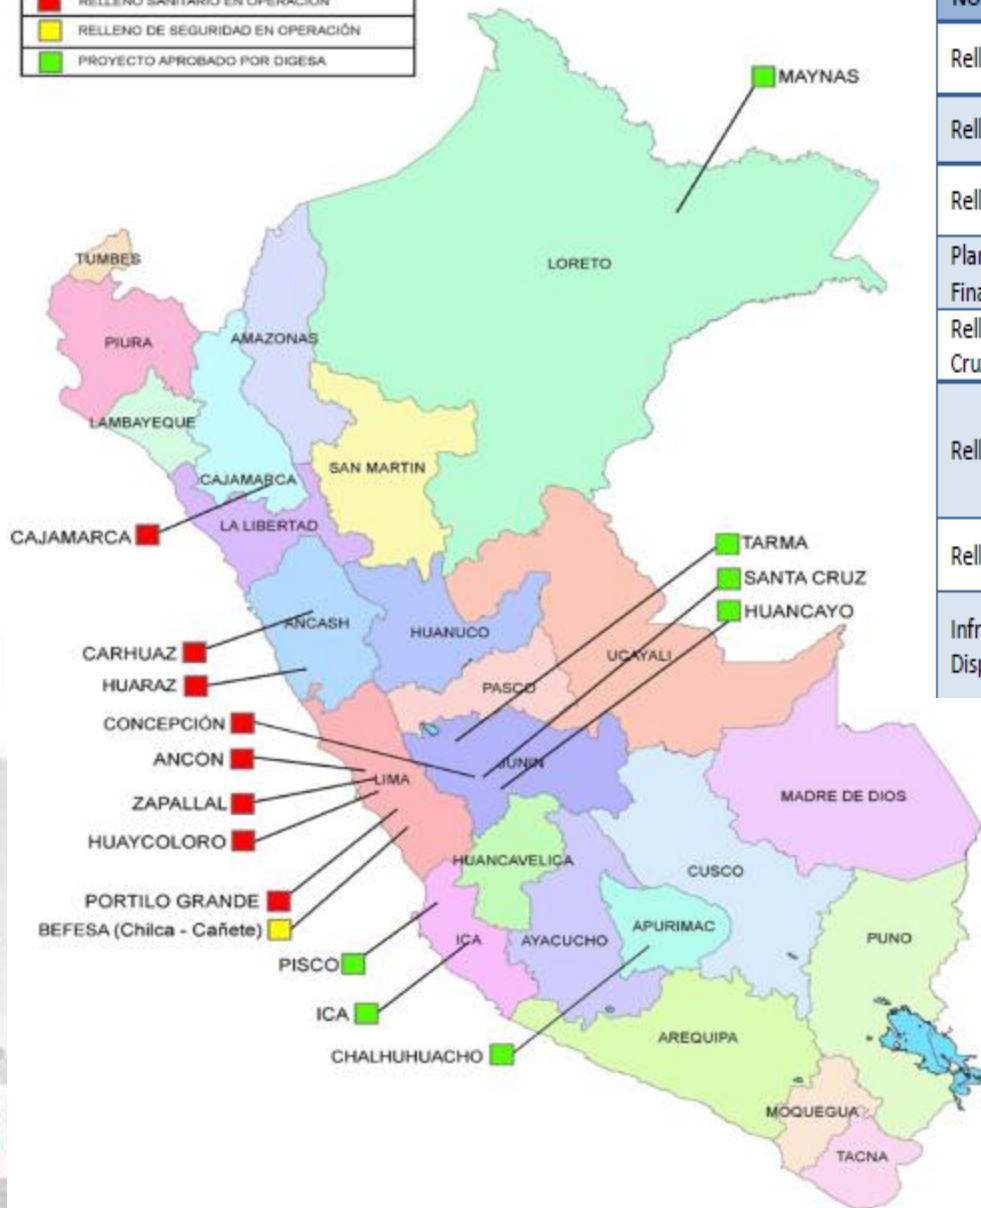 RELLENO SANITARIO EN OPERACIÓN
RELLENO DE SEGURIDAD EN OPERACIÓN
PROYECTO APROBADO POR DIGESA
MAYNAS
LORETO
TUMBES
PIURA
AMAZONAS
LAMBAYEQUE
SAN MARTIN
CAJAMARCA
LA LIBERTAD
CAJAMARCA
TARMA
SANTA CRUZ
HUANCAYO
ANCASH
HUANUCO
UCAYALI
CARHUAZ
HUARAZ
PASCO
CONCEPCIÓN
ANCÓN
JUNIN
LIMA
ZAPALLAL
MADRE DE DIOS
HUAYCOLORO
HUANCAVELICA
CUSCO
PORTILO GRANDE
BEFESA (Chilca - Cañete)
ICA
AYACUCHO
APURIMAC
PUNO
PISCO
ICA
CHALHUHUACHO
AREQUIPA
MOQUEGUA
TACNA
Rell
Rell
Rell
Plan
Fina
Rell
Cru
Rell
Rell
Infr
Disp